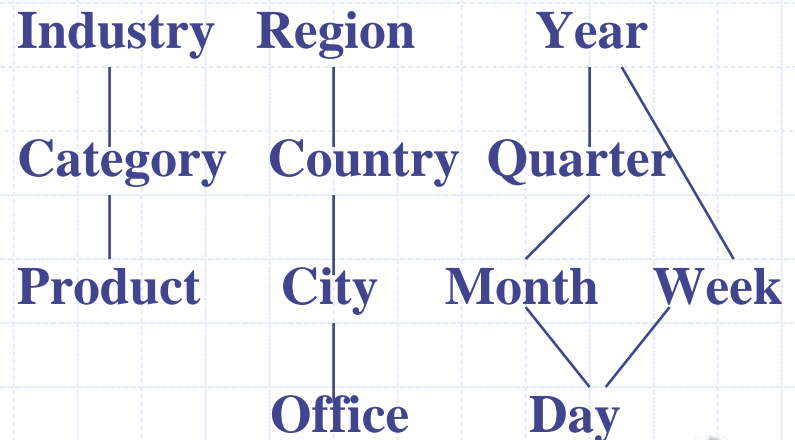 Industry Region Year
Category Country Quarter
Product City Month Week
Office Day